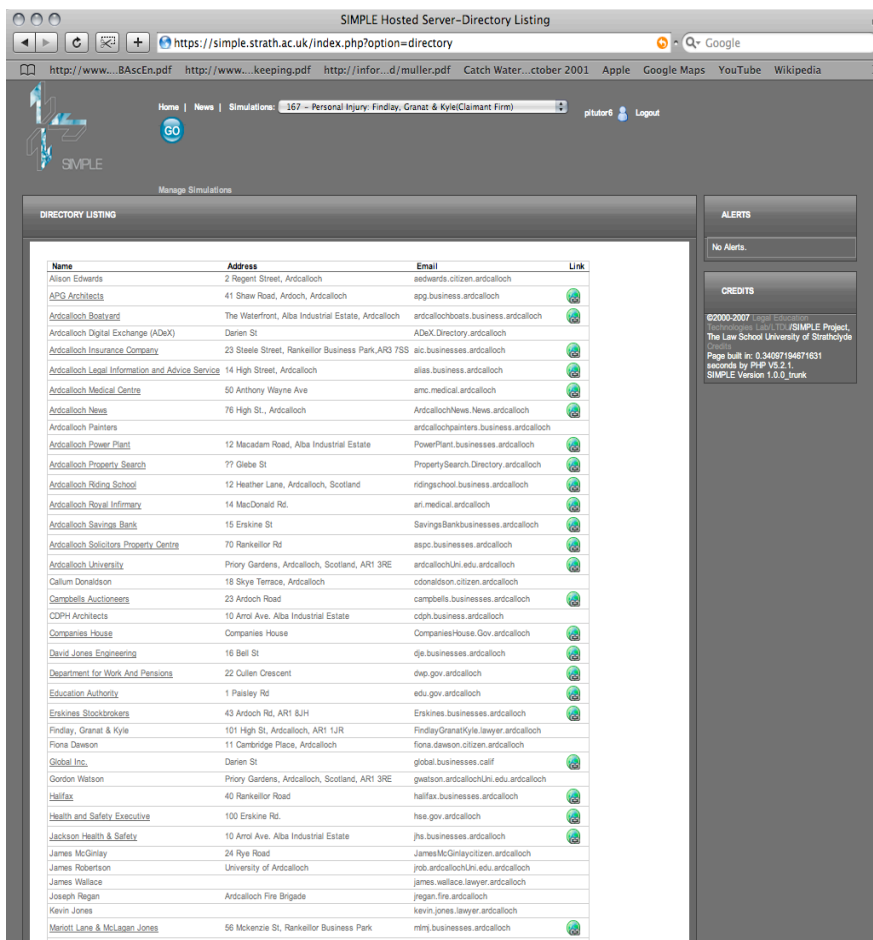 SIMPLE Hosted Server–Directory Listing
https://simple.strath.ac.uk/index.php?option=directory
Google
http://www....BAscEn.pdf http://www....keeping.pdf http://infor...d/muller.pdf Catch Water...ctober 2001 Apple Google Maps YouTube Wikipedia
Home | News | Simulations: 167 - Personal Injury: Findlay, Granat & Kyle(Claimant Firm)
pitutor6 Logout
GO
SIMPLE
Manage Simulations
DIRECTORY LISTING
Name Address Email Link
Alison Edwards 2 Regent Street, Ardcalloch aedwards.citizen.ardcalloch
APG Architects 41 Shaw Road, Ardoch, Ardcalloch apg.business.ardcalloch
Ardcalloch Boatyard The Waterfront, Alba Industrial Estate, Ardcalloch ardcallochboats.business.ardcalloch
Ardcalloch Digital Exchange (ADeX) Darien St ADeX.Directory.ardcalloch
Ardcalloch Insurance Company 23 Steele Street, Rankeillor Business Park,AR3 7SS aic.businesses.ardcalloch
Ardcalloch Legal Information and Advice Service 14 High Street, Ardcalloch alias.business.ardcalloch
Ardcalloch Medical Centre 50 Anthony Wayne Ave amc.medical.ardcalloch
Ardcalloch News 76 High St., Ardcalloch ArdcallochNews.News.ardcalloch
Ardcalloch Painters ardcallochpainters.business.ardcalloch
Ardcalloch Power Plant 12 Macadam Road, Alba Industrial Estate PowerPlant.businesses.ardcalloch
Ardcalloch Property Search ?? Glebe St PropertySearch.Directory.ardcalloch
Ardcalloch Riding School 12 Heather Lane, Ardcalloch, Scotland ridingschool.business.ardcalloch
Ardcalloch Royal Infirmary 14 MacDonald Rd. ari.medical.ardcalloch
Ardcalloch Savings Bank 15 Erskine St SavingsBankbusinesses.ardcalloch
Ardcalloch Solicitors Property Centre 70 Rankeillor Rd aspc.businesses.ardcalloch
Ardcalloch University Priory Gardens, Ardcalloch, Scotland, AR1 3RE ardcallochUni.edu.ardcalloch
Callum Donaldson 18 Skye Terrace, Ardcalloch cdonaldson.citizen.ardcalloch
Campbells Auctioneers 23 Ardoch Road campbells.businesses.ardcalloch
CDPH Architects 10 Arrol Ave. Alba Industrial Estate cdph.business.ardcalloch
Companies House Companies House CompaniesHouse.Gov.ardcalloch
David Jones Engineering 16 Bell St dje.businesses.ardcalloch
Department for Work And Pensions 22 Cullen Crescent dwp.gov.ardcalloch
Education Authority 1 Paisley Rd edu.gov.ardcalloch
Erskines Stockbrokers 43 Ardoch Rd, AR1 8JH Erskines.businesses.ardcalloch
Findlay, Granat & Kyle 101 High St, Ardcalloch, AR1 1JR FindlayGranatKyle.lawyer.ardcalloch
Fiona Dawson 11 Cambridge Place, Ardcalloch fiona.dawson.citizen.ardcalloch
Global Inc. Darien St global.businesses.calif
Gordon Watson Priory Gardens, Ardcalloch, Scotland, AR1 3RE gwatson.ardcallochUni.edu.ardcalloch
Halifax 40 Rankeillor Road halifax.businesses.ardcalloch
Health and Safety Executive 100 Erskine Rd. hse.gov.ardcalloch
Jackson Health & Safety 10 Arrol Ave. Alba Industrial Estate jhs.businesses.ardcalloch
James McGinlay 24 Rye Road JamesMcGinlaycitizen.ardcalloch
James Robertson University of Ardcalloch jrob.ardcallochUni.edu.ardcalloch
James Wallace james.wallace.lawyer.ardcalloch
Joseph Regan Ardcalloch Fire Brigade jregan.fire.ardcalloch
Kevin Jones kevin.jones.lawyer.ardcalloch
Mariott Lane & McLagan Jones 56 Mckenzie St, Rankeillor Business Park mlmj.businesses.ardcalloch
ALERTS
No Alerts.
CREDITS
©2000-2007 Legal Education
Technologies Lab/LTDU/SIMPLE Project,
The Law School University of Strathclyde
Credits
Page built in: 0.34097194671631
seconds by PHP V5.2.1.
SIMPLE Version 1.0.0_trunk